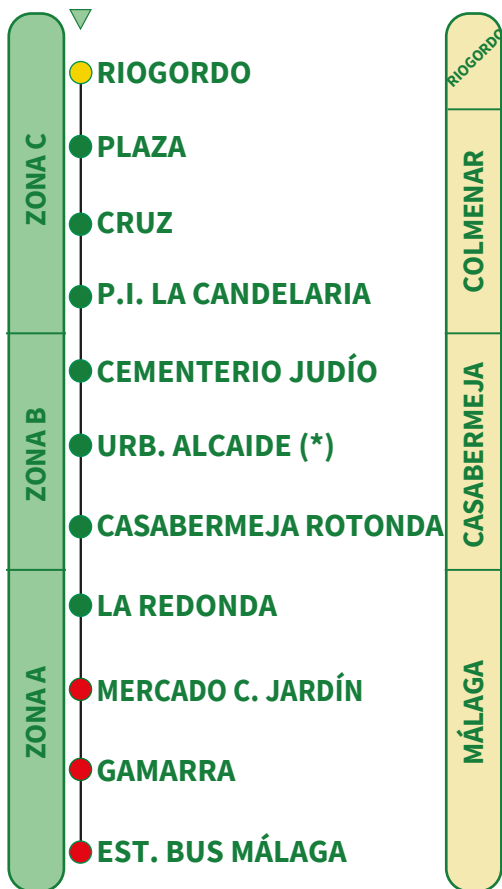 ZONA C
ZONA B
ZONA A
RIOGORDO
PLAZA
CRUZ
P.I. LA CANDELARIA
CEMENTERIO JUDÍO
URB. ALCAIDE (*)
CASABERMEJA ROTONDA
LA REDONDA
MERCADO C. JARDÍN
GAMARRA
EST. BUS MÁLAGA
RIOGORDO
COLMENAR
CASABERMEJA
MÁLAGA